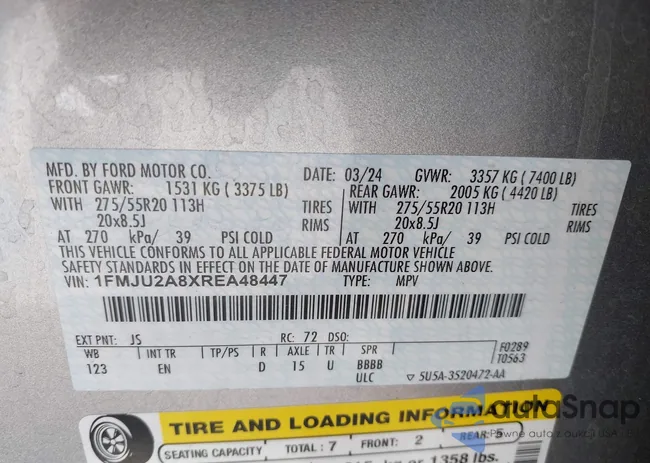 MFD. BY FORD MOTOR CO. DATE: 03/24 GVWR: 3357 KG (7400 LB)
FRONT GAWR: 1531 KG (3375 LB) REAR GAWR: 2005 KG (4420 LB)
WITH 275/55R20 113H TIRES WITH 275/55R20 113H TIRES
20x8.5J RIMS 20x8.5J RIMS
AT 270 kPa/ 39 PSI COLD AT 270 kPa/ 39 PSI COLD
THIS VEHICLE CONFORMS TO ALL APPLICABLE FEDERAL MOTOR VEHICLE
SAFETY STANDARDS IN EFFECT ON THE DATE OF MANUFACTURE SHOWN ABOVE.
VIN: 1FMJU2A8XREA48447 TYPE: MPV
EXT PNT: JS RC: 72 DSO: F0289
WB INT TR TP/PS R AXLE TR SPR T0563
123 EN D 15 U BBBB
ULC ▽ 5U5A-3520472-AA
TIRE AND LOADING INFORMATION
SEATING CAPACITY TOTAL: 7 FRONT: 2 REAR: 5
kg or 1358 lbs.
autoSnap
Pewne auto z aukcji USA